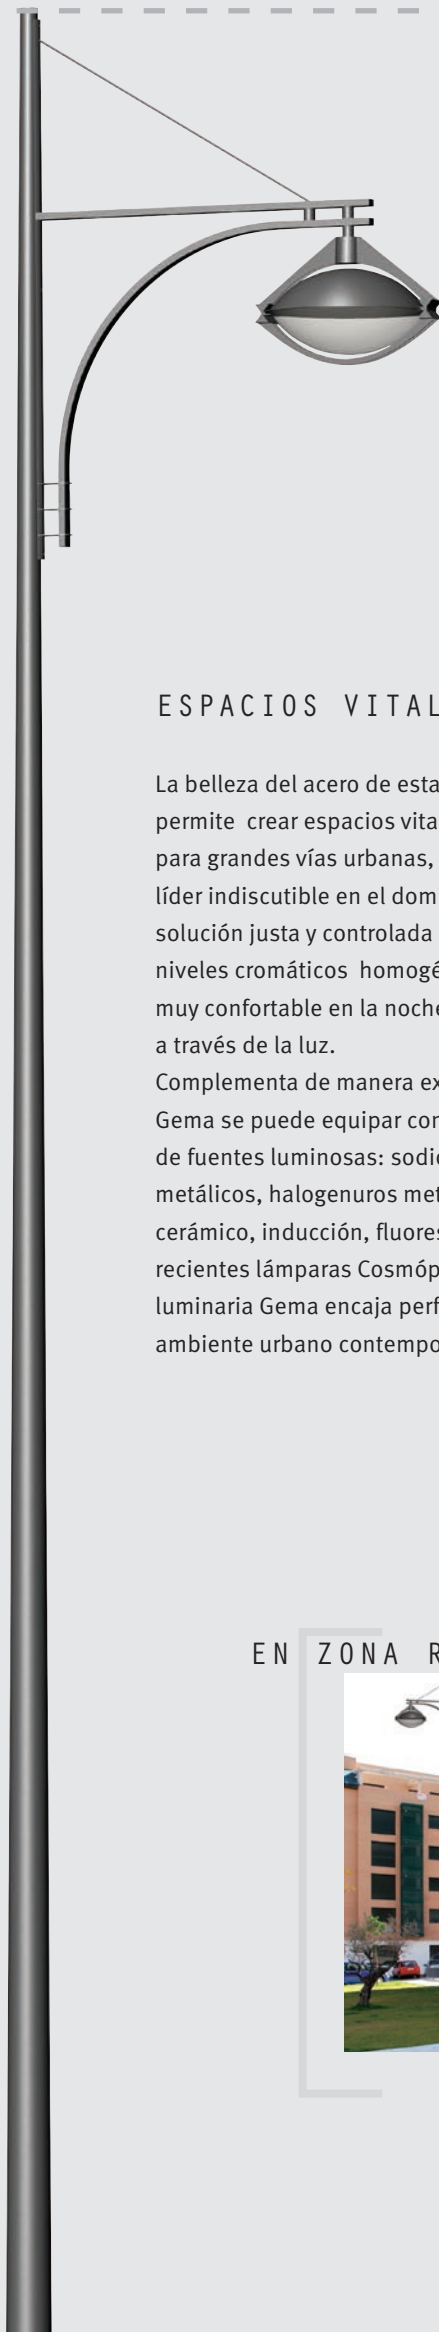 ESPACIOS VITAL
La belleza del acero de esta
permite crear espacios vita
para grandes vías urbanas,
líder indiscutible en el dom
solución justa y controlada
niveles cromáticos homogé
muy confortable en la noche
a través de la luz.
Complementa de manera ex
Gema se puede equipar con
de fuentes luminosas: sodio
metálicos, halogenuros met
cerámico, inducción, fluores
recientes lámparas Cosmóp
luminaria Gema encaja perf
ambiente urbano contempo
EN ZONA R